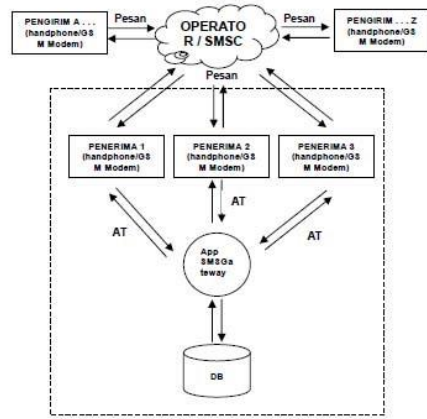 PENGIRIM A . . .
(handphone/GS
M Modem)
Pesan
OPERATO
R / SMSC
Pesan
PENGIRIM . . . Z
(handphone/GS
M Modem)
Pesan
PENERIMA 1
(handphone/GS
M Modem)
PENERIMA 2
(handphone/GS
M Modem)
PENERIMA 3
(handphone/GS
M Modem)
AT
AT
AT
App
SMSGa
teway
DB